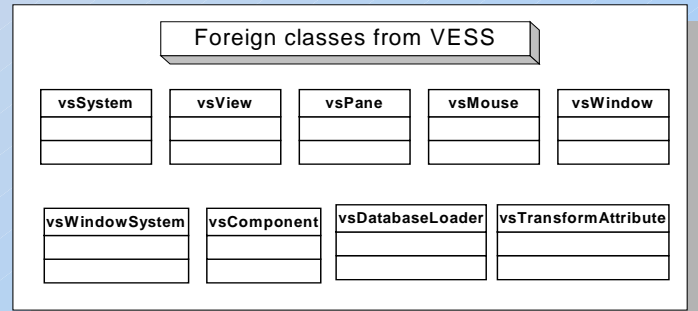 Foreign classes from VESS
vsSystem vsView vsPane vsMouse vsWindow
vsWindowSystem vsComponent vsDatabaseLoader vsTransformAttribute